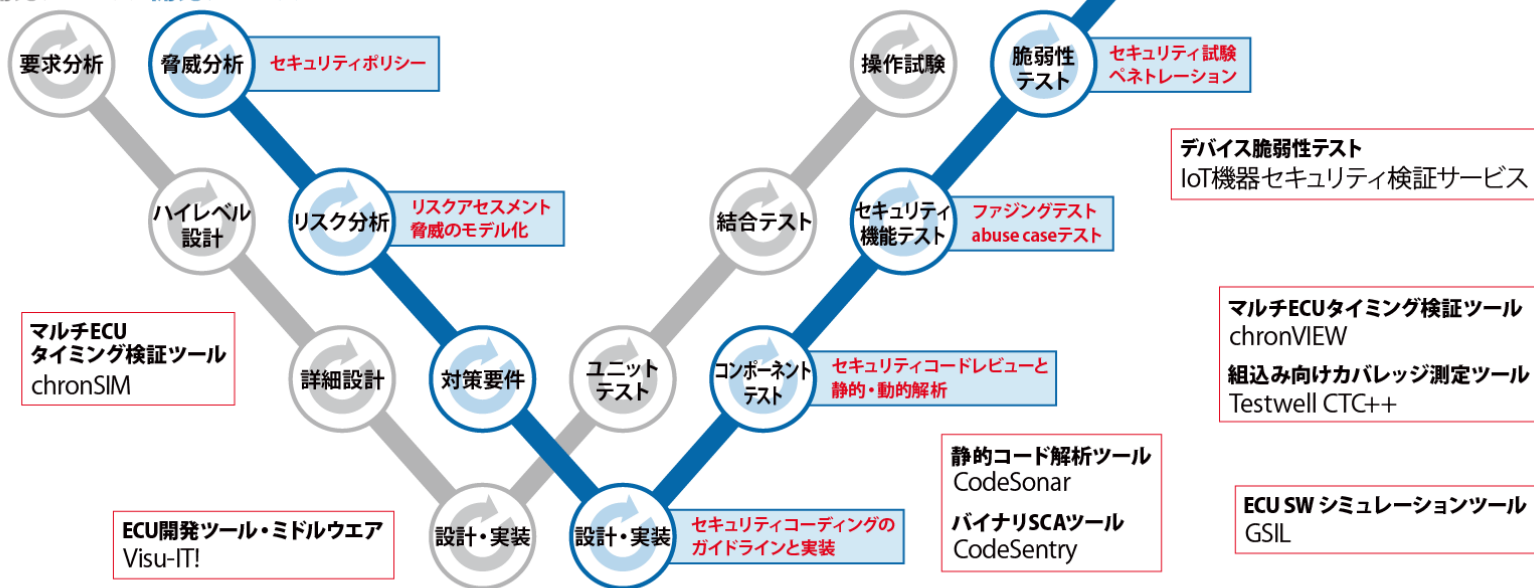 要求分析
脅威分析
セキュリティポリシー
操作試験
脆弱性
テスト
セキュリティ試験
ペネトレーション
デバイス脆弱性テスト
IoT機器セキュリティ検証サービス
ハイレベル
設計
リスク分析
リスクアセスメント
脅威のモデル化
結合テスト
セキュリティ
機能テスト
ファジングテスト
abuse caseテスト
マルチECU
タイミング検証ツール
chronSIM
詳細設計
対策要件
ユニット
テスト
コンポーネント
テスト
セキュリティコードレビューと
静的・動的解析
マルチECUタイミング検証ツール
chronVIEW
組込み向けカバレッジ測定ツール
Testwell CTC++
ECU開発ツール・ミドルウエア
Visu-IT!
設計・実装
設計・実装
セキュリティコーディングの
ガイドラインと実装
静的コード解析ツール
CodeSonar
バイナリSCAツール
CodeSentry
ECU SW シミュレーションツール
GSIL